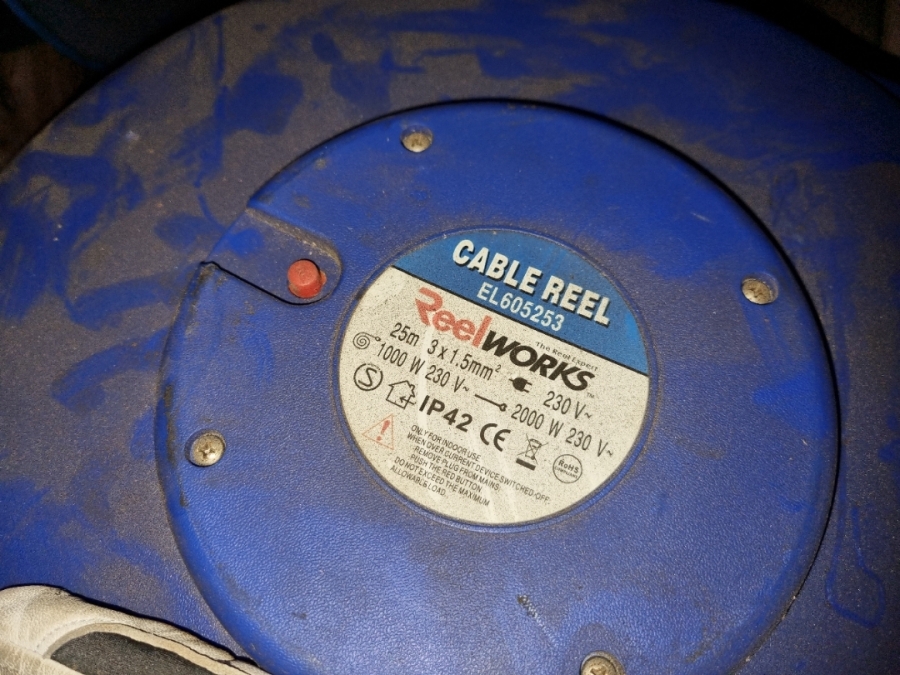 CABLE REEL
EL605253
ReelWORKS™
The Reel Expert
25m 3 x 1.5mm² 230 V~
1000 W 230 V~ 2000 W 230 V~
S IP42 CE RoHS
ONLY FOR INDOOR USE
WHEN OVER CURRENT DEVICE SWITCHED-OFF:
REMOVE PLUG FROM MAINS
PUSH THE RED BUTTON
DO NOT EXCEED THE MAXIMUM
ALLOWABLE LOAD.